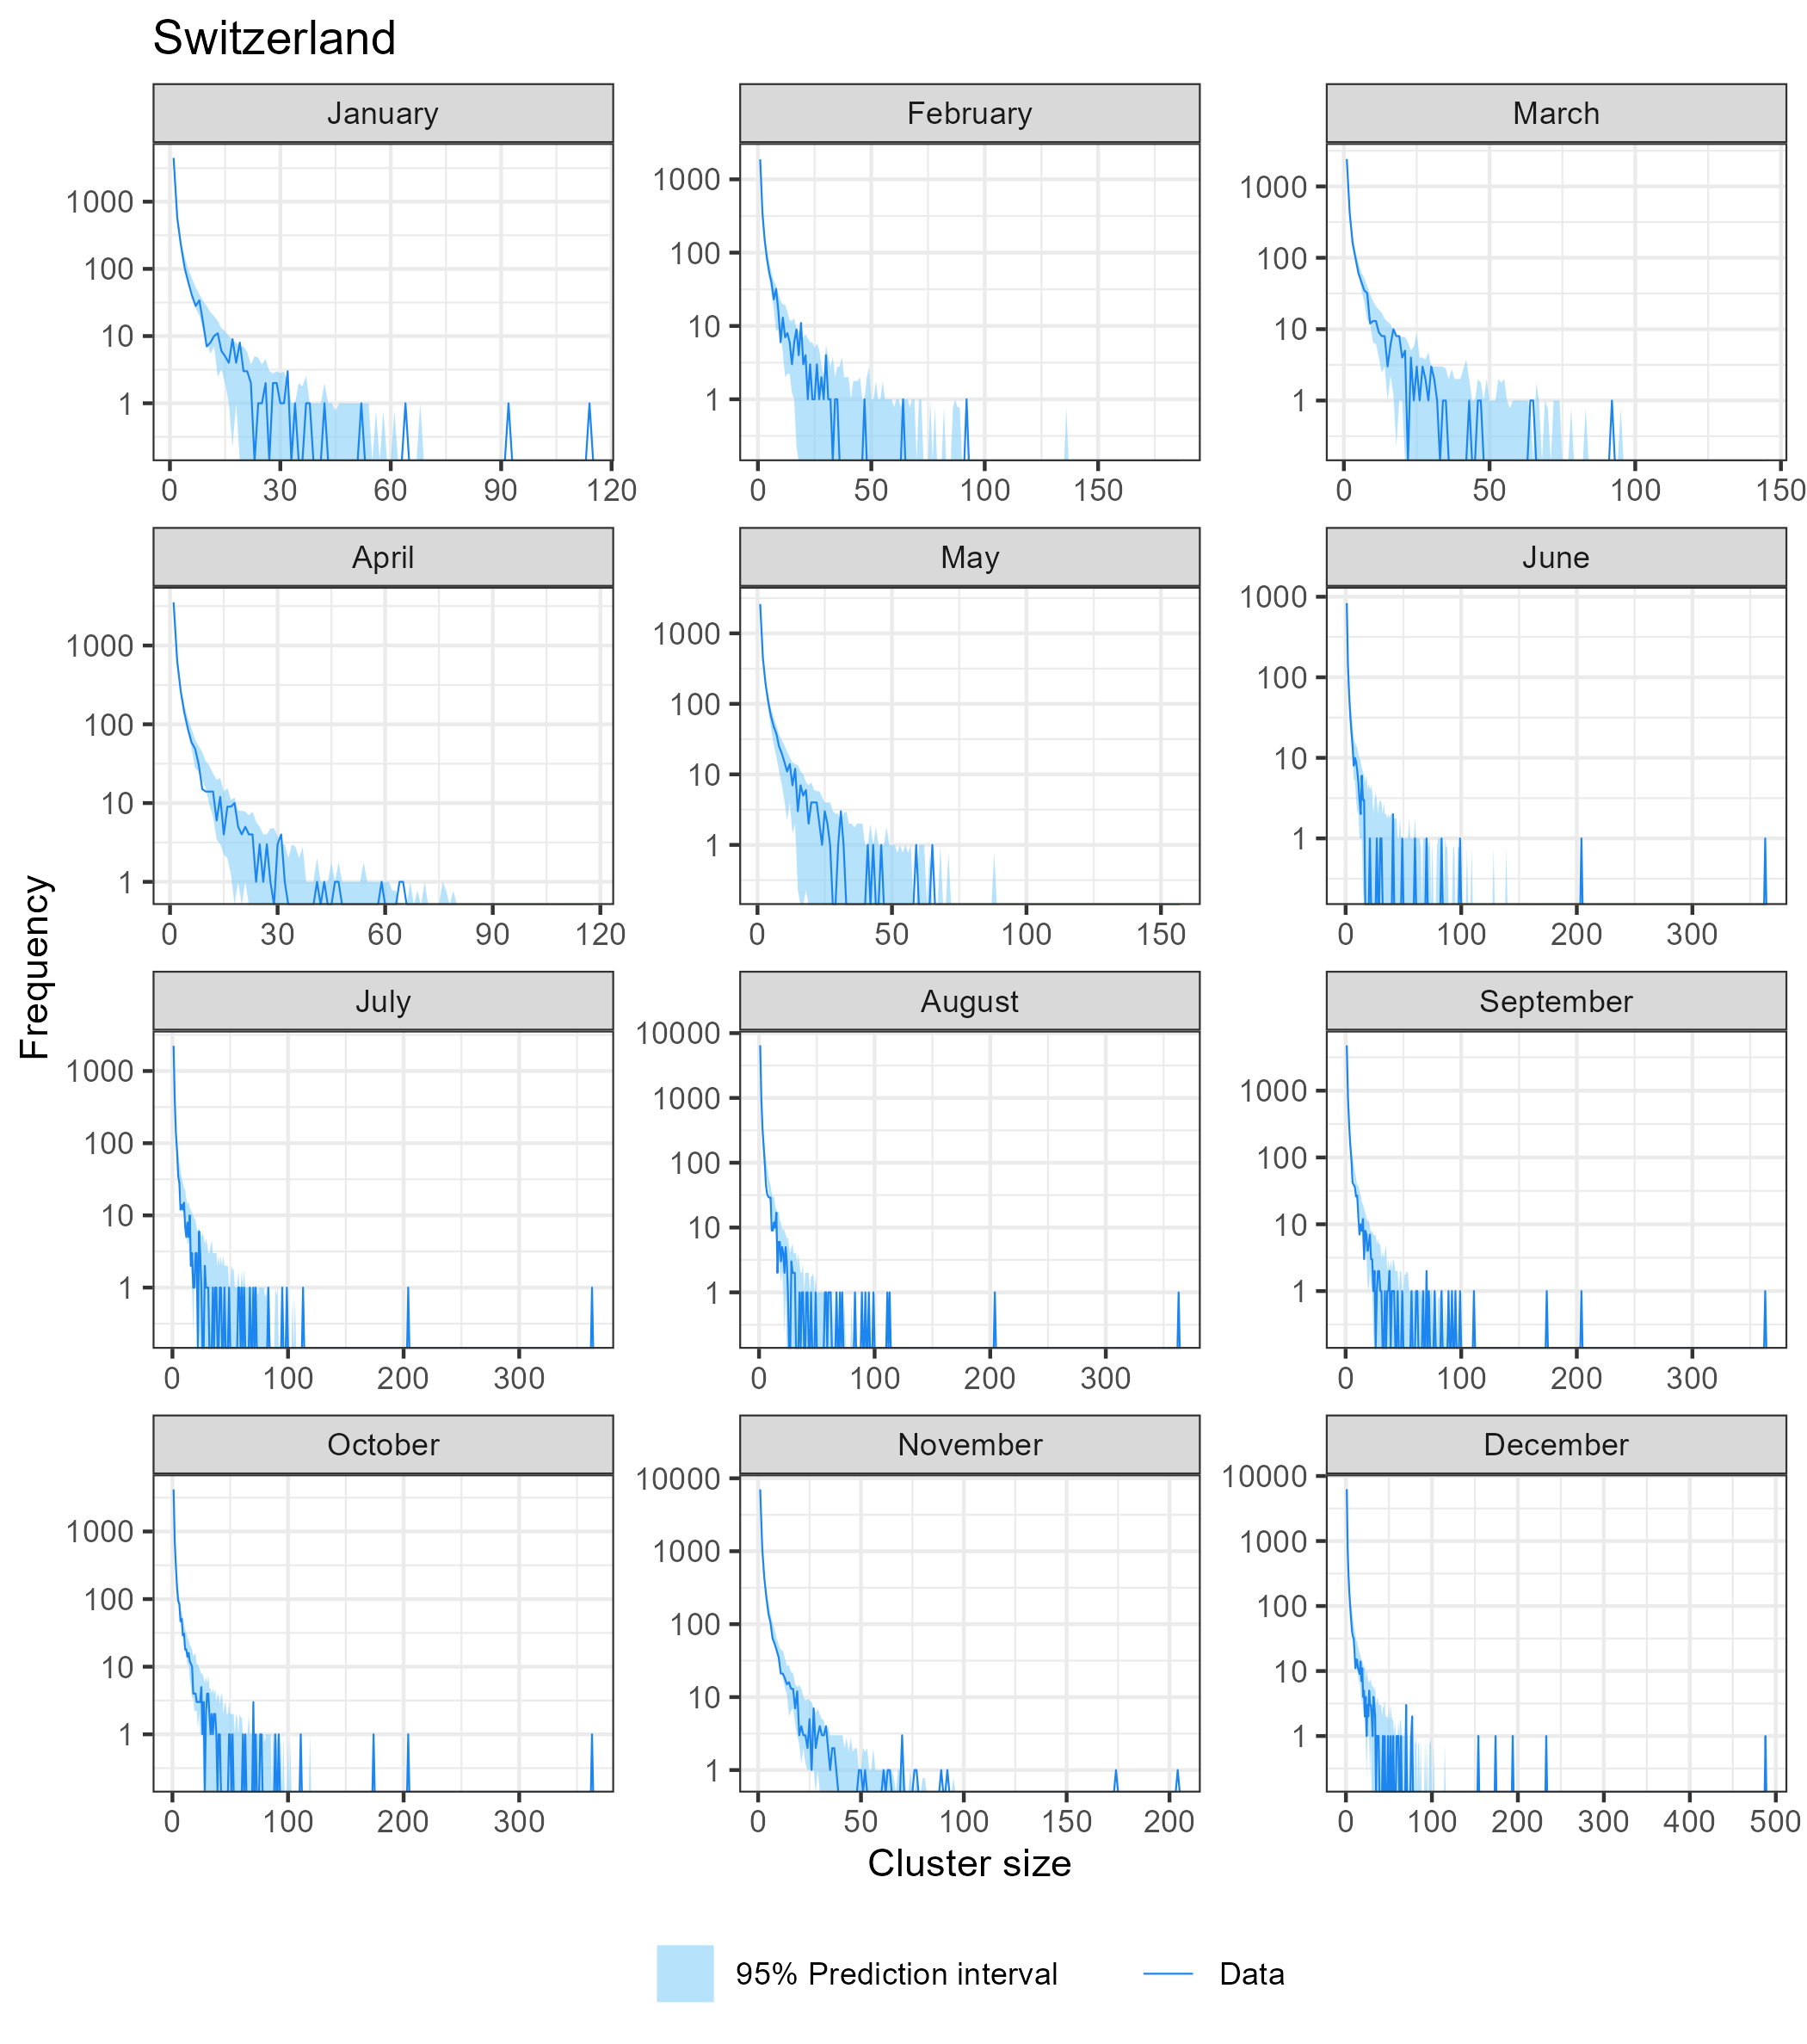 Switzerland
January February March
1000
100
10
1
0 30 60 90 120
1000
100
10
1
0 50 100 150
1000
100
10
1
0 50 100 150
April May June
1000
100
10
1
0 30 60 90 120
1000
100
10
1
0 50 100 150
1000
100
10
1
0 100 200 300
Frequency
July August September
1000
100
10
1
0 100 200 300
10000
1000
100
10
1
0 100 200 300
1000
100
10
1
0 100 200 300
October November December
1000
100
10
1
0 100 200 300
10000
1000
100
10
1
0 50 100 150 200
10000
1000
100
10
1
0 100 200 300 400 500
Cluster size
95% Prediction interval Data